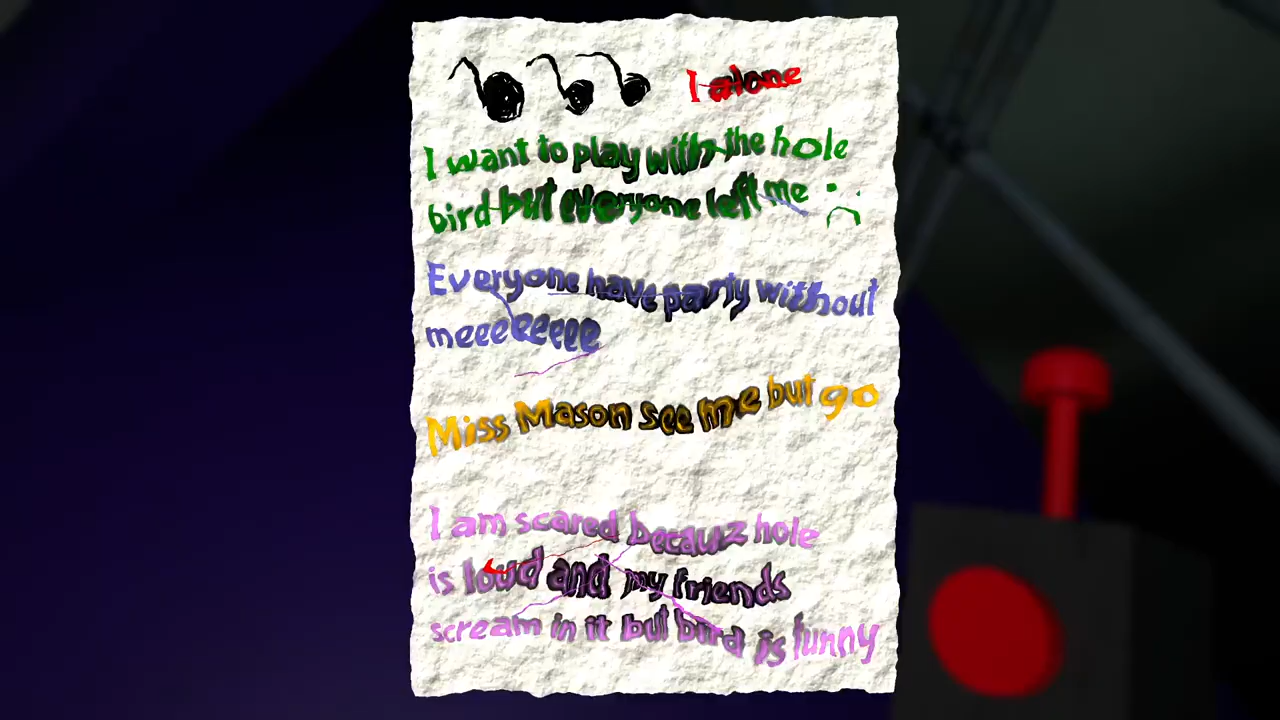 I alone
I want to play with the hole
bird but everyone left me :(
Everyone have party without
meeeeeeee
Miss Mason see me but go
I am scared becauz hole
is loud and my friends
scream in it but bird is funny